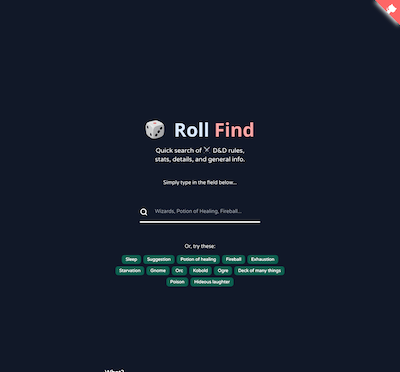 Roll Find
Quick search of D&D rules,
stats, details, and general info.
Simply type in the field below...
Wizards, Potion of Healing, Fireball...
Or, try these:
Sleep Suggestion Potion of healing Fireball Exhaustion
Starvation Gnome Orc Kobold Ogre Deck of many things
Poison Hideous laughter
What?